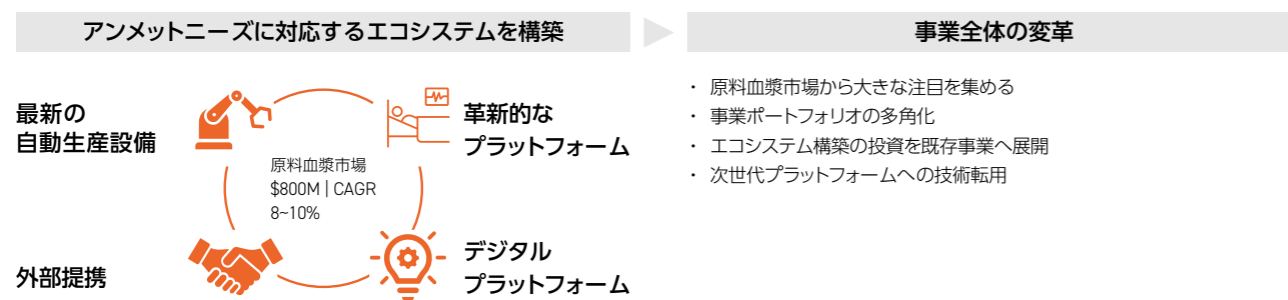 アンメットニーズに対応するエコシステムを構築
事業全体の変革
最新の
自動生産設備
革新的な
プラットフォーム
原料血漿市場
$800M | CAGR
8~10%
外部提携
デジタル
プラットフォーム
・ 原料血漿市場から大きな注目を集める
・ 事業ポートフォリオの多角化
・ エコシステム構築の投資を既存事業へ展開
・ 次世代プラットフォームへの技術転用